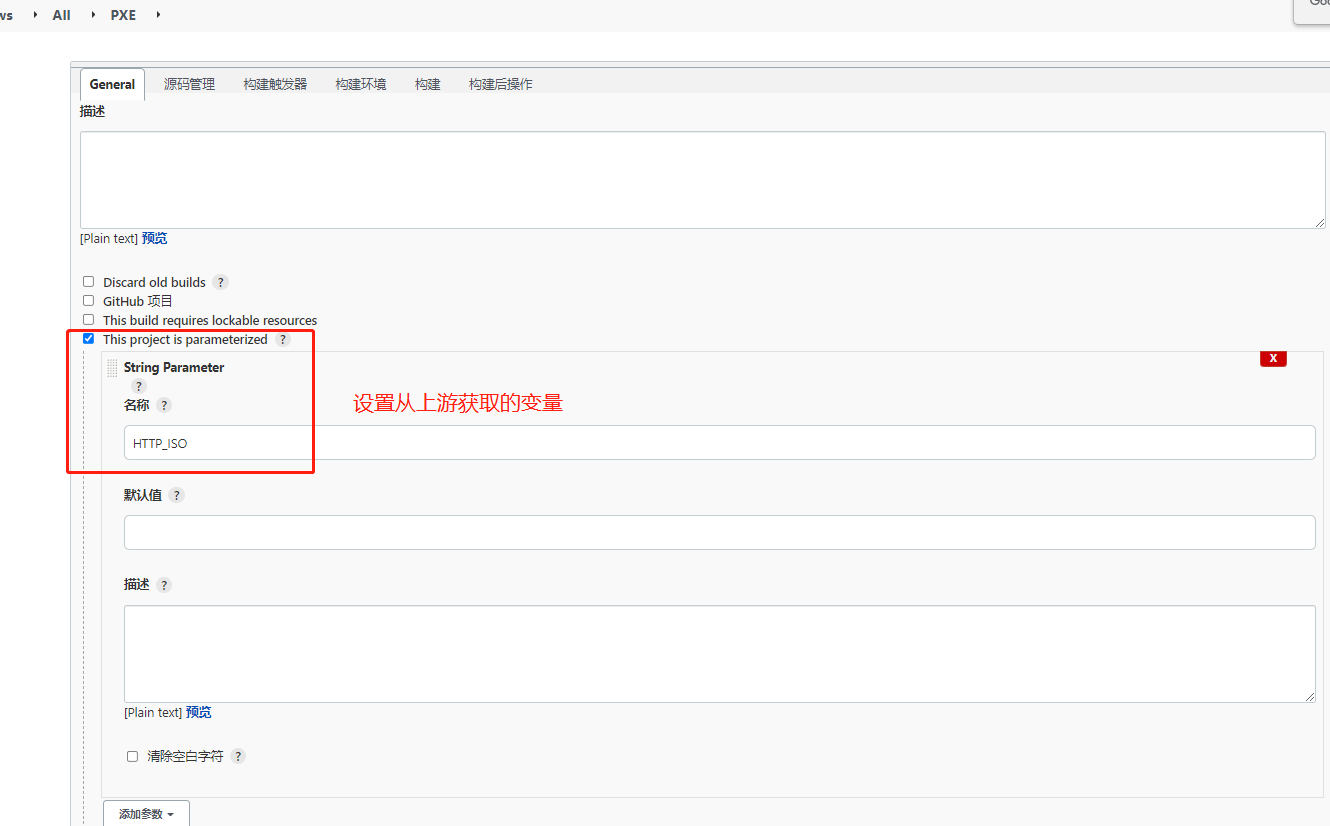 ws All PXE
General 源码管理 构建触发器 构建环境 构建 构建后操作
描述
[Plain text] 预览
Discard old builds ?
GitHub 项目
This build requires lockable resources
This project is parameterized ?
String Parameter
?
名称 ?
设置从上游获取的变量
HTTP_ISO
X
默认值 ?
描述 ?
[Plain text] 预览
清除空白字符 ?
添加参数